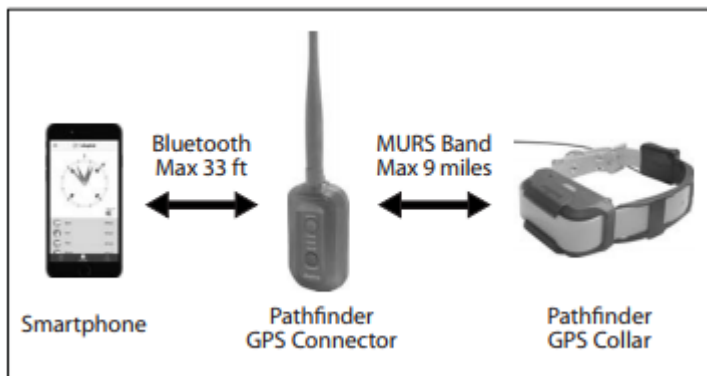 Bluetooth
Max 33 ft
MURS Band
Max 9 miles
Smartphone
Pathfinder
GPS Connector
Pathfinder
GPS Collar